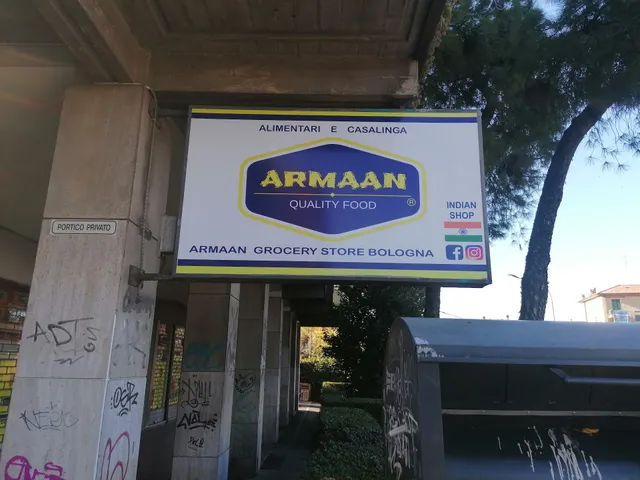 ALIMENTARI E CASALINGA
ARMAAN
QUALITY FOOD
®
INDIAN
SHOP
ARMAAN GROCERY STORE BOLOGNA
PORTICO PRIVATO